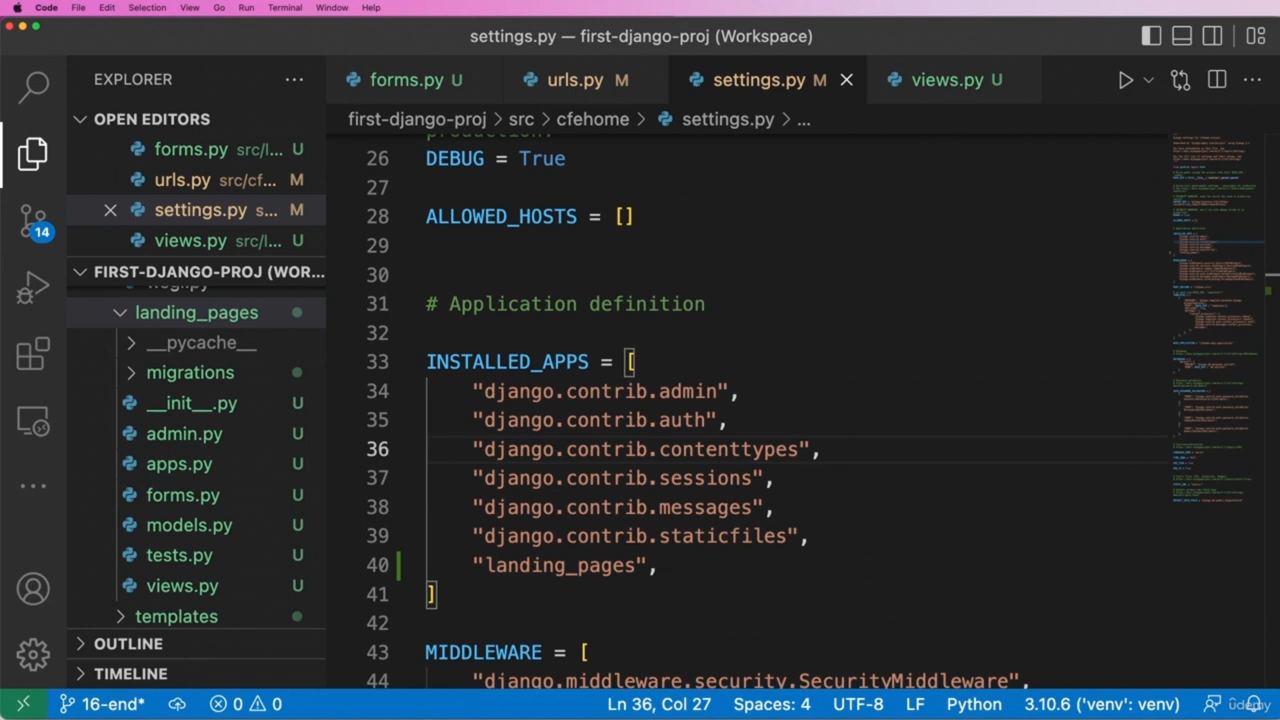 Code File Edit Selection View Go Run Terminal Window Help
settings.py — first-django-proj (Workspace)
EXPLORER ...
forms.py U
urls.py M
settings.py M
views.py U
OPEN EDITORS
forms.py src/l... U
urls.py src/cf... M
settings.py s... M
views.py src/l... U
14
FIRST-DJANGO-PROJ (WOR...
landing_pages
__pycache__
migrations
__init__.py U
admin.py U
apps.py U
forms.py U
models.py U
tests.py U
views.py U
templates
OUTLINE
TIMELINE
first-django-proj > src > cfehome > settings.py > ...
production!
26 DEBUG = True
27
28 ALLOWED_HOSTS = []
29
30
31 # Application definition
32
33 INSTALLED_APPS = [
34 "django.contrib.admin",
35 "django.contrib.auth",
36 "django.contrib.contenttypes",
37 "django.contrib.sessions",
38 "django.contrib.messages",
39 "django.contrib.staticfiles",
40 "landing_pages",
41 ]
42
43 MIDDLEWARE = [
44 "django.middleware.security.SecurityMiddleware",
16-end* 0 0 Ln 36, Col 27 Spaces: 4 UTF-8 LF Python 3.10.6 ('venv': venv)
udemy